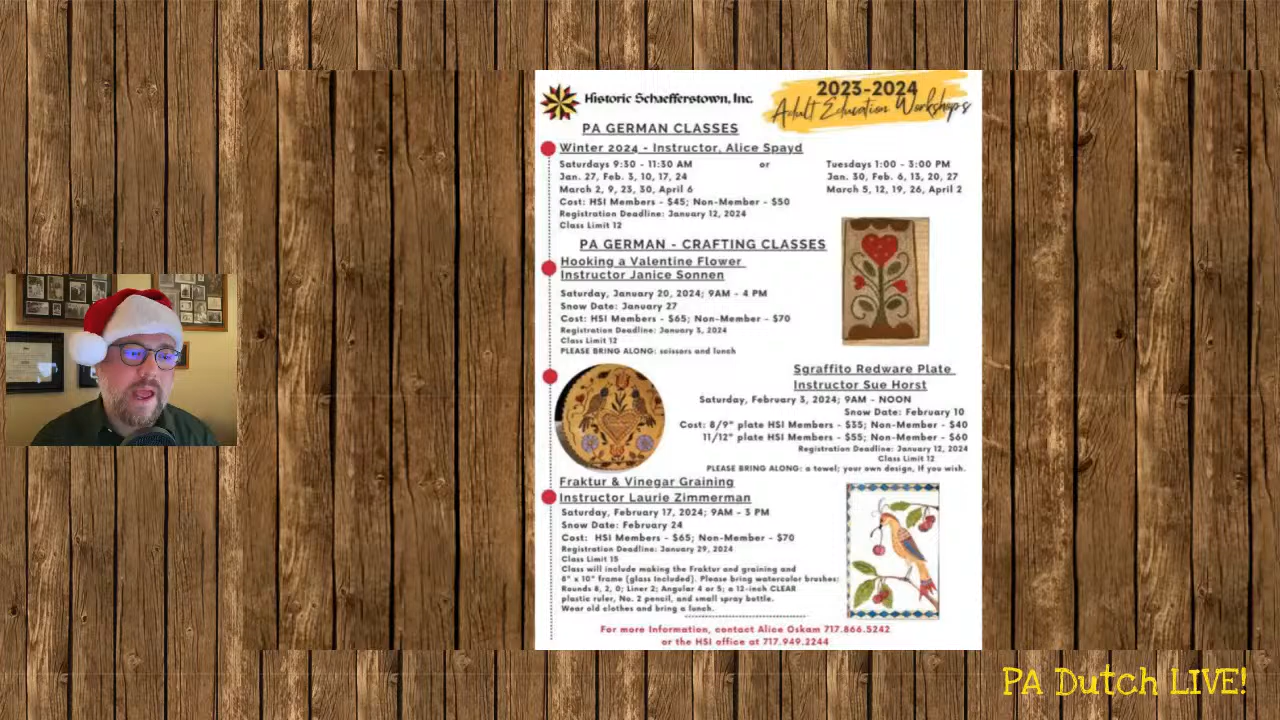 Historic Schaefferstown, Inc.
2023-2024
Adult Education Workshops
PA GERMAN CLASSES
Winter 2024 - Instructor, Alice Spayd
Saturdays 9:30 - 11:30 AM or Tuesdays 1:00 - 3:00 PM
Jan. 27, Feb. 3, 10, 17, 24 Jan. 30, Feb. 6, 13, 20, 27
March 2, 9, 23, 30, April 6 March 5, 12, 19, 26, April 2
Cost: HSI Members - $45; Non-Member - $50
Registration Deadline: January 12, 2024
Class Limit 12
PA GERMAN - CRAFTING CLASSES
Hooking a Valentine Flower
Instructor Janice Sonnen
Saturday, January 20, 2024; 9AM - 4 PM
Snow Date: January 27
Cost: HSI Members - $65; Non-Member - $70
Registration Deadline: January 3, 2024
Class Limit 12
PLEASE BRING ALONG: scissors and lunch
Sgraffito Redware Plate
Instructor Sue Horst
Saturday, February 3, 2024; 9AM - NOON
Snow Date: February 10
Cost: 8/9" plate HSI Members - $35; Non-Member - $40
11/12" plate HSI Members - $55; Non-Member - $60
Registration Deadline: January 12, 2024
Class Limit 12
PLEASE BRING ALONG: a towel; your own design, if you wish.
Fraktur & Vinegar Graining
Instructor Laurie Zimmerman
Saturday, February 17, 2024; 9AM - 3 PM
Snow Date: February 24
Cost: HSI Members - $65; Non-Member - $70
Registration Deadline: January 29, 2024
Class Limit 15
Class will include making the Fraktur and graining and
8" x 10" frame (glass included). Please bring watercolor brushes:
Rounds 8, 2, 0; Liner 2; Angular 4 or 5; a 12-inch CLEAR
plastic ruler, No. 2 pencil, and small spray bottle.
Wear old clothes and bring a lunch.
For more Information, contact Alice Oskam 717.866.5242
or the HSI office at 717.949.2244
PA Dutch LIVE!